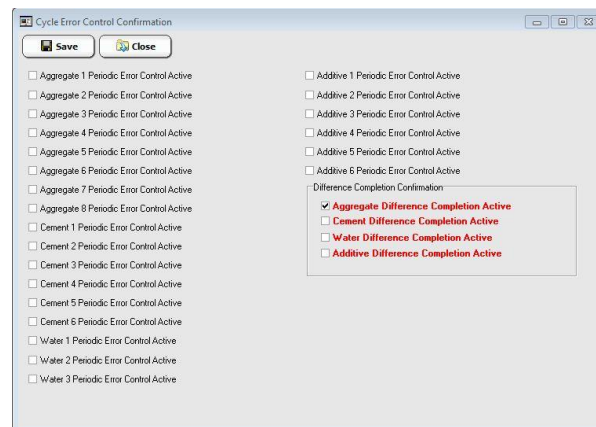 Cycle Error Control Confirmation
Save
Close
Aggregate 1 Periodic Error Control Active
Aggregate 2 Periodic Error Control Active
Aggregate 3 Periodic Error Control Active
Aggregate 4 Periodic Error Control Active
Aggregate 5 Periodic Error Control Active
Aggregate 6 Periodic Error Control Active
Aggregate 7 Periodic Error Control Active
Aggregate 8 Periodic Error Control Active
Cement 1 Periodic Error Control Active
Cement 2 Periodic Error Control Active
Cement 3 Periodic Error Control Active
Cement 4 Periodic Error Control Active
Cement 5 Periodic Error Control Active
Cement 6 Periodic Error Control Active
Water 1 Periodic Error Control Active
Water 2 Periodic Error Control Active
Water 3 Periodic Error Control Active
Additive 1 Periodic Error Control Active
Additive 2 Periodic Error Control Active
Additive 3 Periodic Error Control Active
Additive 4 Periodic Error Control Active
Additive 5 Periodic Error Control Active
Additive 6 Periodic Error Control Active
Difference Completion Confirmation
Aggregate Difference Completion Active
Cement Difference Completion Active
Water Difference Completion Active
Additive Difference Completion Active